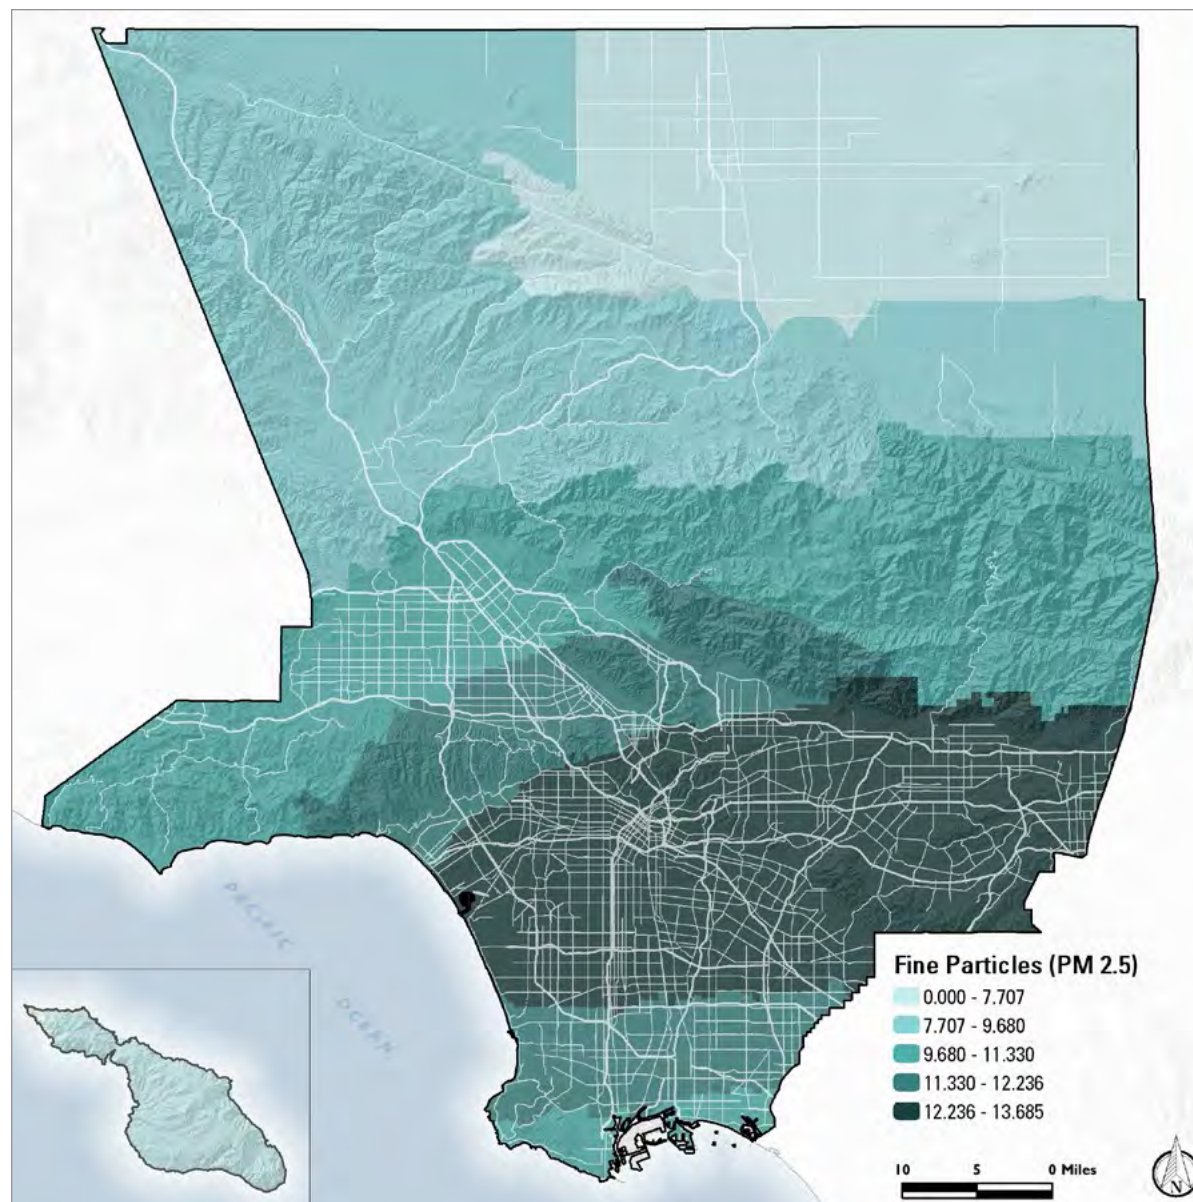 PACIFIC
OCEAN
Fine Particles (PM 2.5)
0.000 - 7.707
7.707 - 9.680
9.680 - 11.330
11.330 - 12.236
12.236 - 13.685
10 5 0 Miles
N